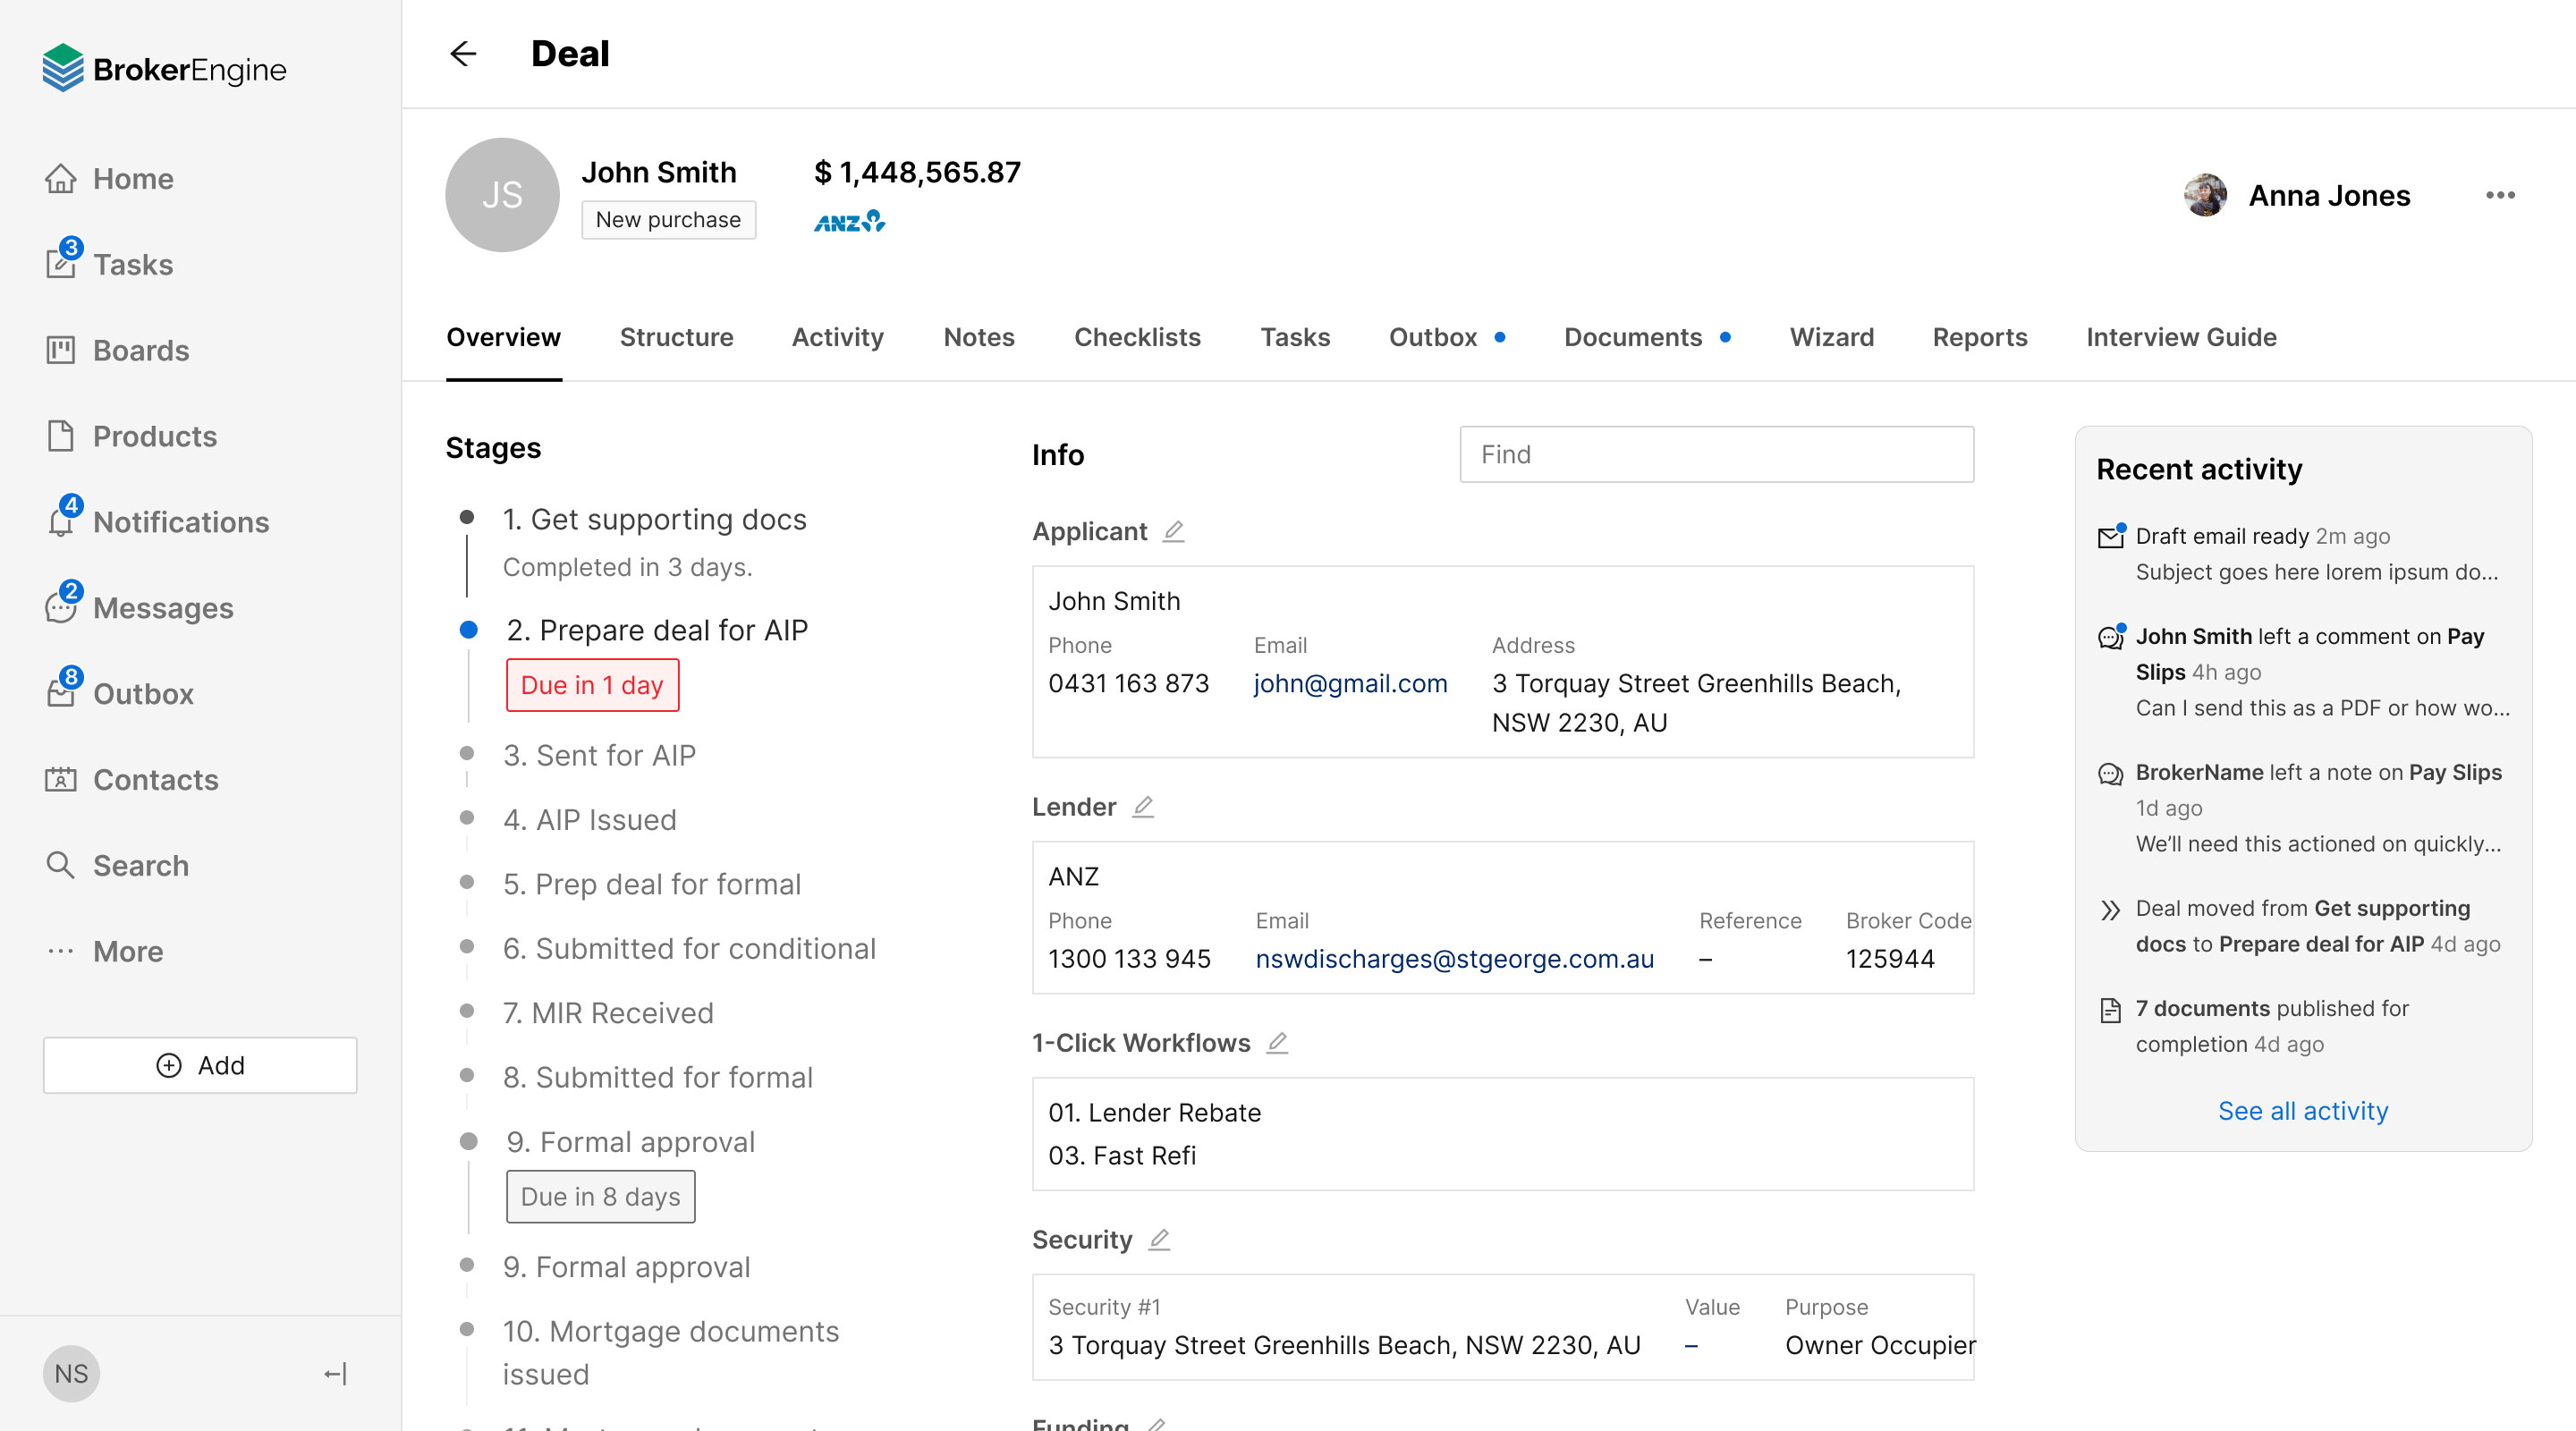 BrokerEngine
Home
3
Tasks
Boards
Products
4
Notifications
2
Messages
8
Outbox
Contacts
Search
More
Add
NS
Deal
JS
John Smith
New purchase
$ 1,448,565.87
ANZ
Anna Jones
Overview
Structure
Activity
Notes
Checklists
Tasks
Outbox
Documents
Wizard
Reports
Interview Guide
Stages
1. Get supporting docs
Completed in 3 days.
2. Prepare deal for AIP
Due in 1 day
3. Sent for AIP
4. AIP Issued
5. Prep deal for formal
6. Submitted for conditional
7. MIR Received
8. Submitted for formal
9. Formal approval
Due in 8 days
9. Formal approval
10. Mortgage documents
issued
Info
Find
Applicant
John Smith
Phone Email Address
0431 163 873 john@gmail.com 3 Torquay Street Greenhills Beach,
NSW 2230, AU
Lender
ANZ
Phone Email Reference Broker Code
1300 133 945 nswdischarges@stgeorge.com.au – 125944
1-Click Workflows
01. Lender Rebate
03. Fast Refi
Security
Security #1 Value Purpose
3 Torquay Street Greenhills Beach, NSW 2230, AU – Owner Occupier
Funding
Recent activity
Draft email ready 2m ago
Subject goes here lorem ipsum do...
John Smith left a comment on Pay
Slips 4h ago
Can I send this as a PDF or how wo...
BrokerName left a note on Pay Slips
1d ago
We’ll need this actioned on quickly...
Deal moved from Get supporting
docs to Prepare deal for AIP 4d ago
7 documents published for
completion 4d ago
See all activity